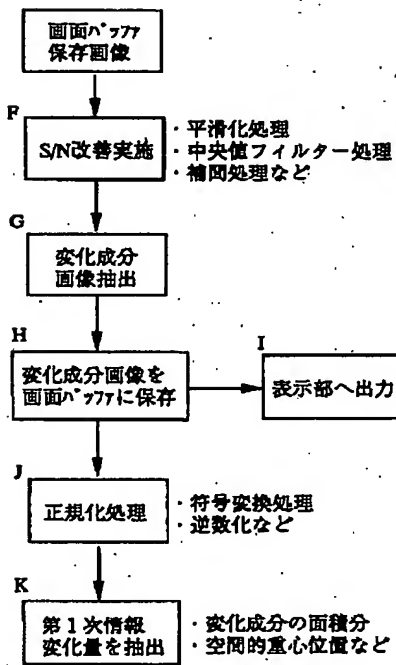 画面ﾊﾞｯﾌｧ
保存画像
F
S/N改善実施
・平滑化処理
・中央値フィルター処理
・補間処理など
G
変化成分
画像抽出
H
変化成分画像を
画面ﾊﾞｯﾌｧに保存
I
表示部へ出力
J
正規化処理
・符号変換処理
・逆数化など
K
第1次情報
変化量を抽出
・変化成分の面積分
・空間的重心位置など